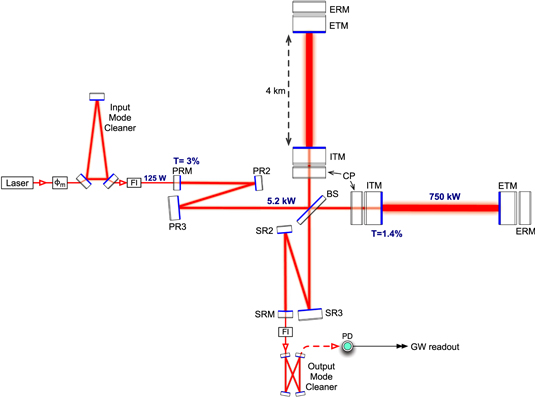 ERM
ETM
4 km
Input
Mode
Cleaner
ITM
CP
T= 3%
PRM
PR2
BS
ITM
ETM
Laser
ϕm
FI
125 W
5.2 kW
750 kW
PR3
T=1.4%
ERM
SR2
SRM
SR3
FI
PD
GW readout
Output
Mode
Cleaner